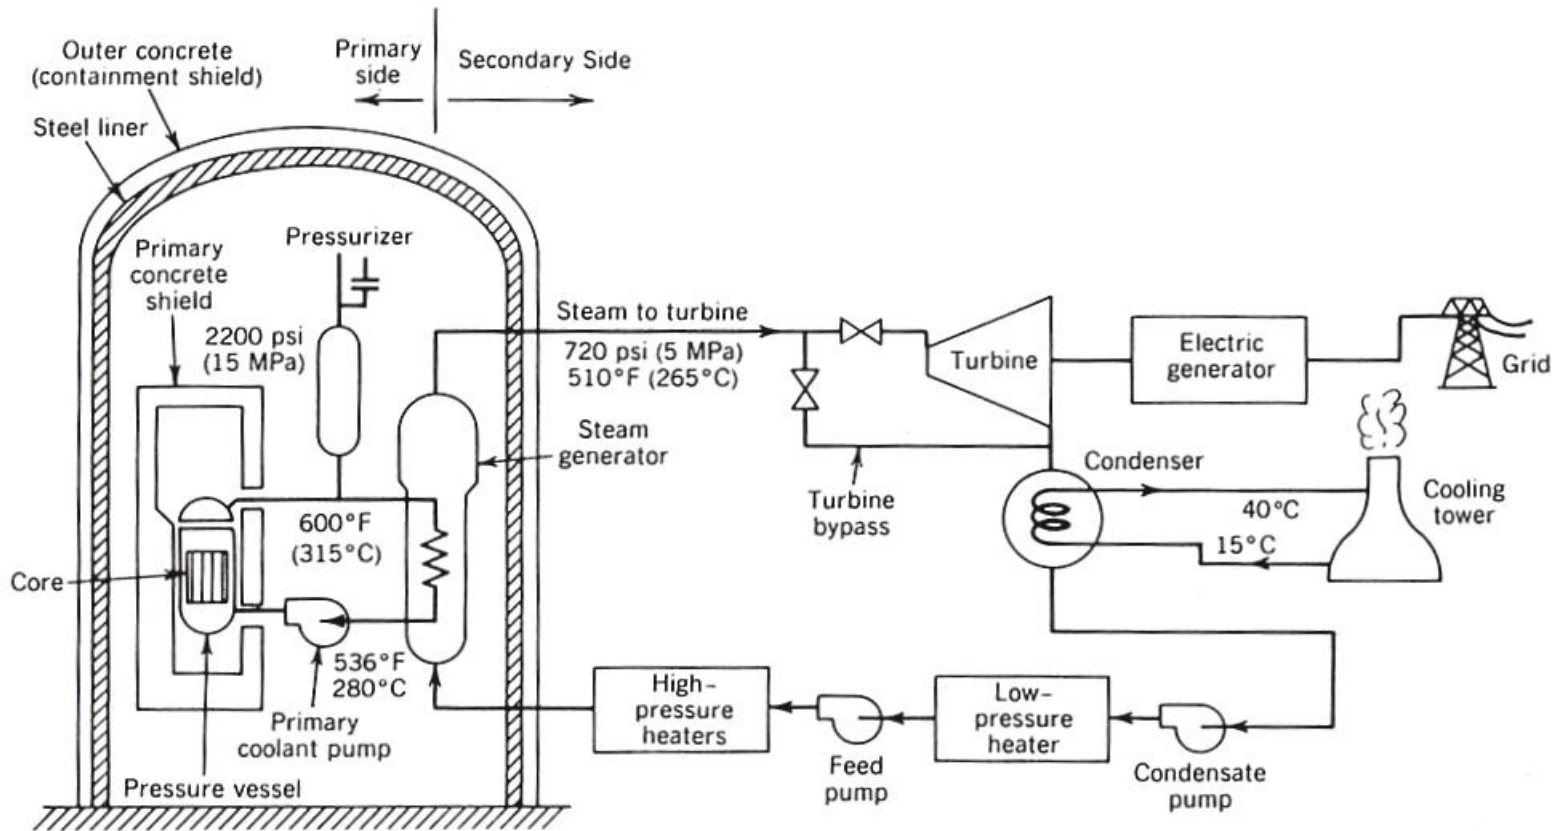 Outer concrete
(containment shield)
Steel liner
Primary
side
Secondary Side
Pressurizer
Primary
concrete
shield
2200 psi
(15 MPa)
Steam to turbine
720 psi (5 MPa)
510°F (265°C)
Turbine
Electric
generator
Grid
Steam
generator
Turbine
bypass
Condenser
40°C
15°C
Cooling
tower
600°F
(315°C)
Core
536°F
280°C
Primary
coolant pump
Pressure vessel
High-
pressure
heaters
Feed
pump
Low-
pressure
heater
Condensate
pump